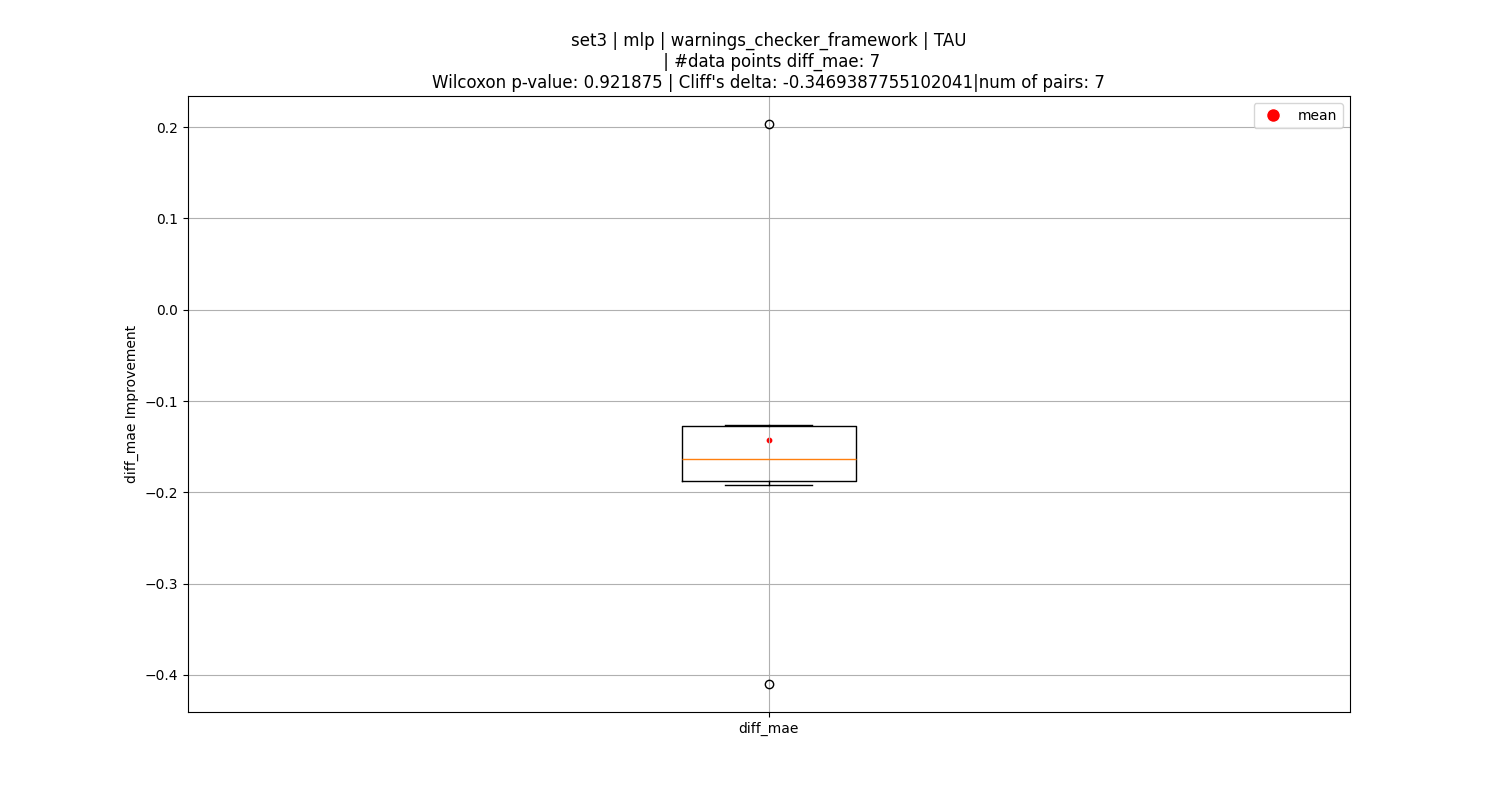 set3 | mlp | warnings_checker_framework | TAU
| #data points diff_mae: 7
Wilcoxon p-value: 0.921875 | Cliff's delta: -0.3469387755102041|num of pairs: 7
mean
0.2
0.1
0.0
−0.1
−0.2
−0.3
−0.4
diff_mae Improvement
diff_mae